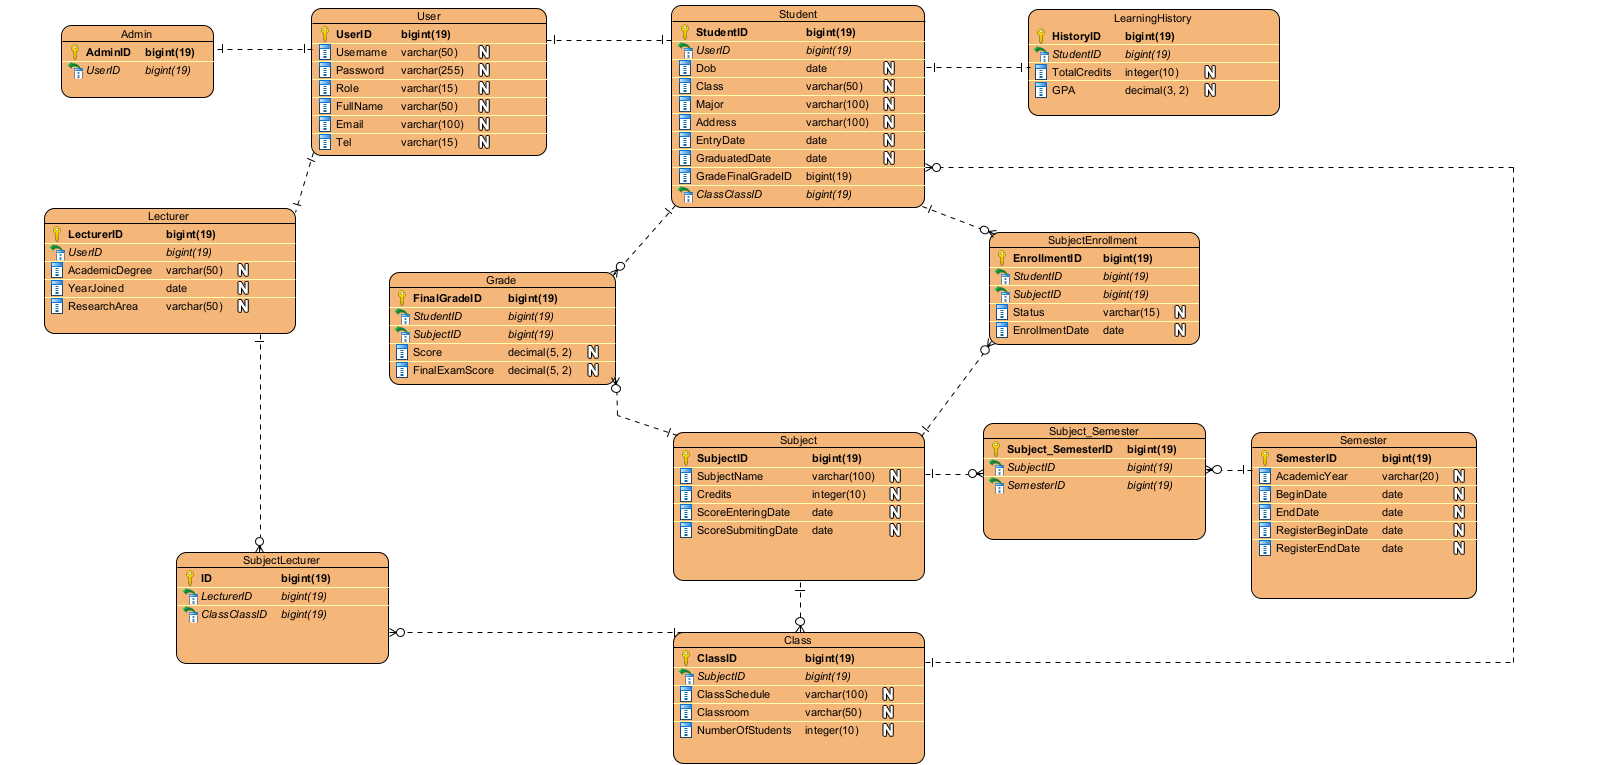 Admin
AdminID bigint(19)
UserID bigint(19)
User
UserID bigint(19)
Username varchar(50) N
Password varchar(255) N
Role varchar(15) N
FullName varchar(50) N
Email varchar(100) N
Tel varchar(15) N
Student
StudentID bigint(19)
UserID bigint(19)
Dob date N
Class varchar(50) N
Major varchar(100) N
Address varchar(100) N
EntryDate date N
GraduatedDate date N
GradeFinalGradeID bigint(19)
ClassClassID bigint(19)
LearningHistory
HistoryID bigint(19)
StudentID bigint(19)
TotalCredits integer(10) N
GPA decimal(3, 2) N
Lecturer
LecturerID bigint(19)
UserID bigint(19)
AcademicDegree varchar(50) N
YearJoined date N
ResearchArea varchar(50) N
Grade
FinalGradeID bigint(19)
StudentID bigint(19)
SubjectID bigint(19)
Score decimal(5, 2) N
FinalExamScore decimal(5, 2) N
SubjectEnrollment
EnrollmentID bigint(19)
StudentID bigint(19)
SubjectID bigint(19)
Status varchar(15) N
EnrollmentDate date N
Subject
SubjectID bigint(19)
SubjectName varchar(100) N
Credits integer(10) N
ScoreEnteringDate date N
ScoreSubmitingDate date N
Subject_Semester
Subject_SemesterID bigint(19)
SubjectID bigint(19)
SemesterID bigint(19)
Semester
SemesterID bigint(19)
AcademicYear varchar(20) N
BeginDate date N
EndDate date N
RegisterBeginDate date N
RegisterEndDate date N
SubjectLecturer
ID bigint(19)
LecturerID bigint(19)
ClassClassID bigint(19)
Class
ClassID bigint(19)
SubjectID bigint(19)
ClassSchedule varchar(100) N
Classroom varchar(50) N
NumberOfStudents integer(10) N